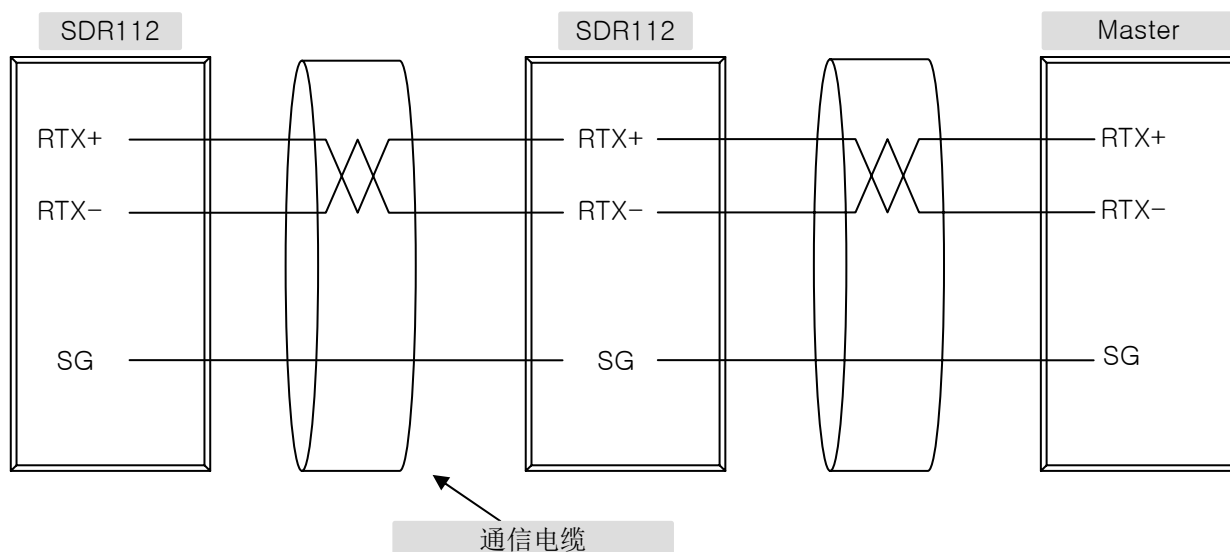 SDR112 SDR112 Master
RTX+ RTX+ RTX+
RTX- RTX- RTX-
SG SG SG
通信电缆